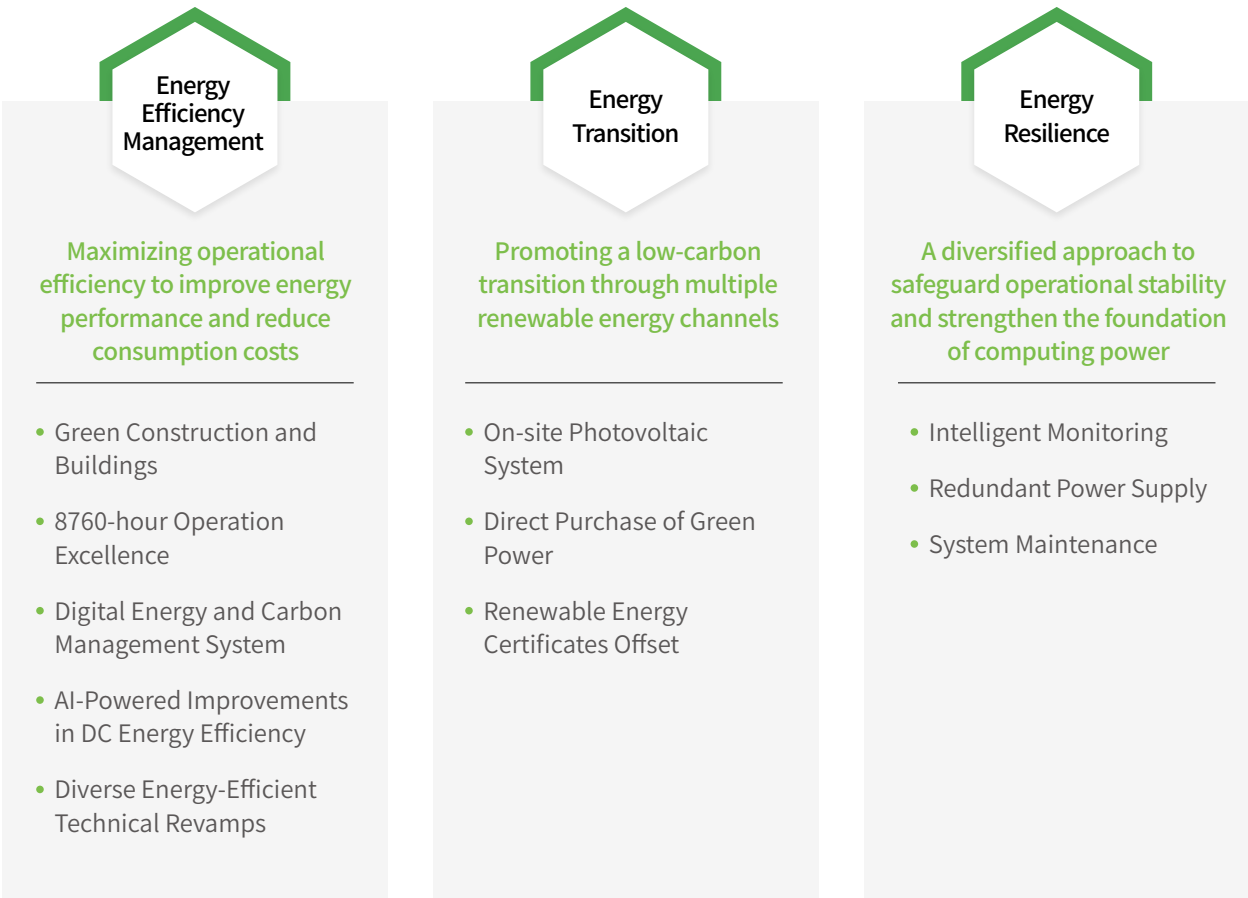 Energy
Efficiency
Management
Maximizing operational
efficiency to improve energy
performance and reduce
consumption costs
• Green Construction and
Buildings
• 8760-hour Operation
Excellence
• Digital Energy and Carbon
Management System
• AI-Powered Improvements
in DC Energy Efficiency
• Diverse Energy-Efficient
Technical Revamps
Energy
Transition
Promoting a low-carbon
transition through multiple
renewable energy channels
• On-site Photovoltaic
System
• Direct Purchase of Green
Power
• Renewable Energy
Certificates Offset
Energy
Resilience
A diversified approach to
safeguard operational stability
and strengthen the foundation
of computing power
• Intelligent Monitoring
• Redundant Power Supply
• System Maintenance